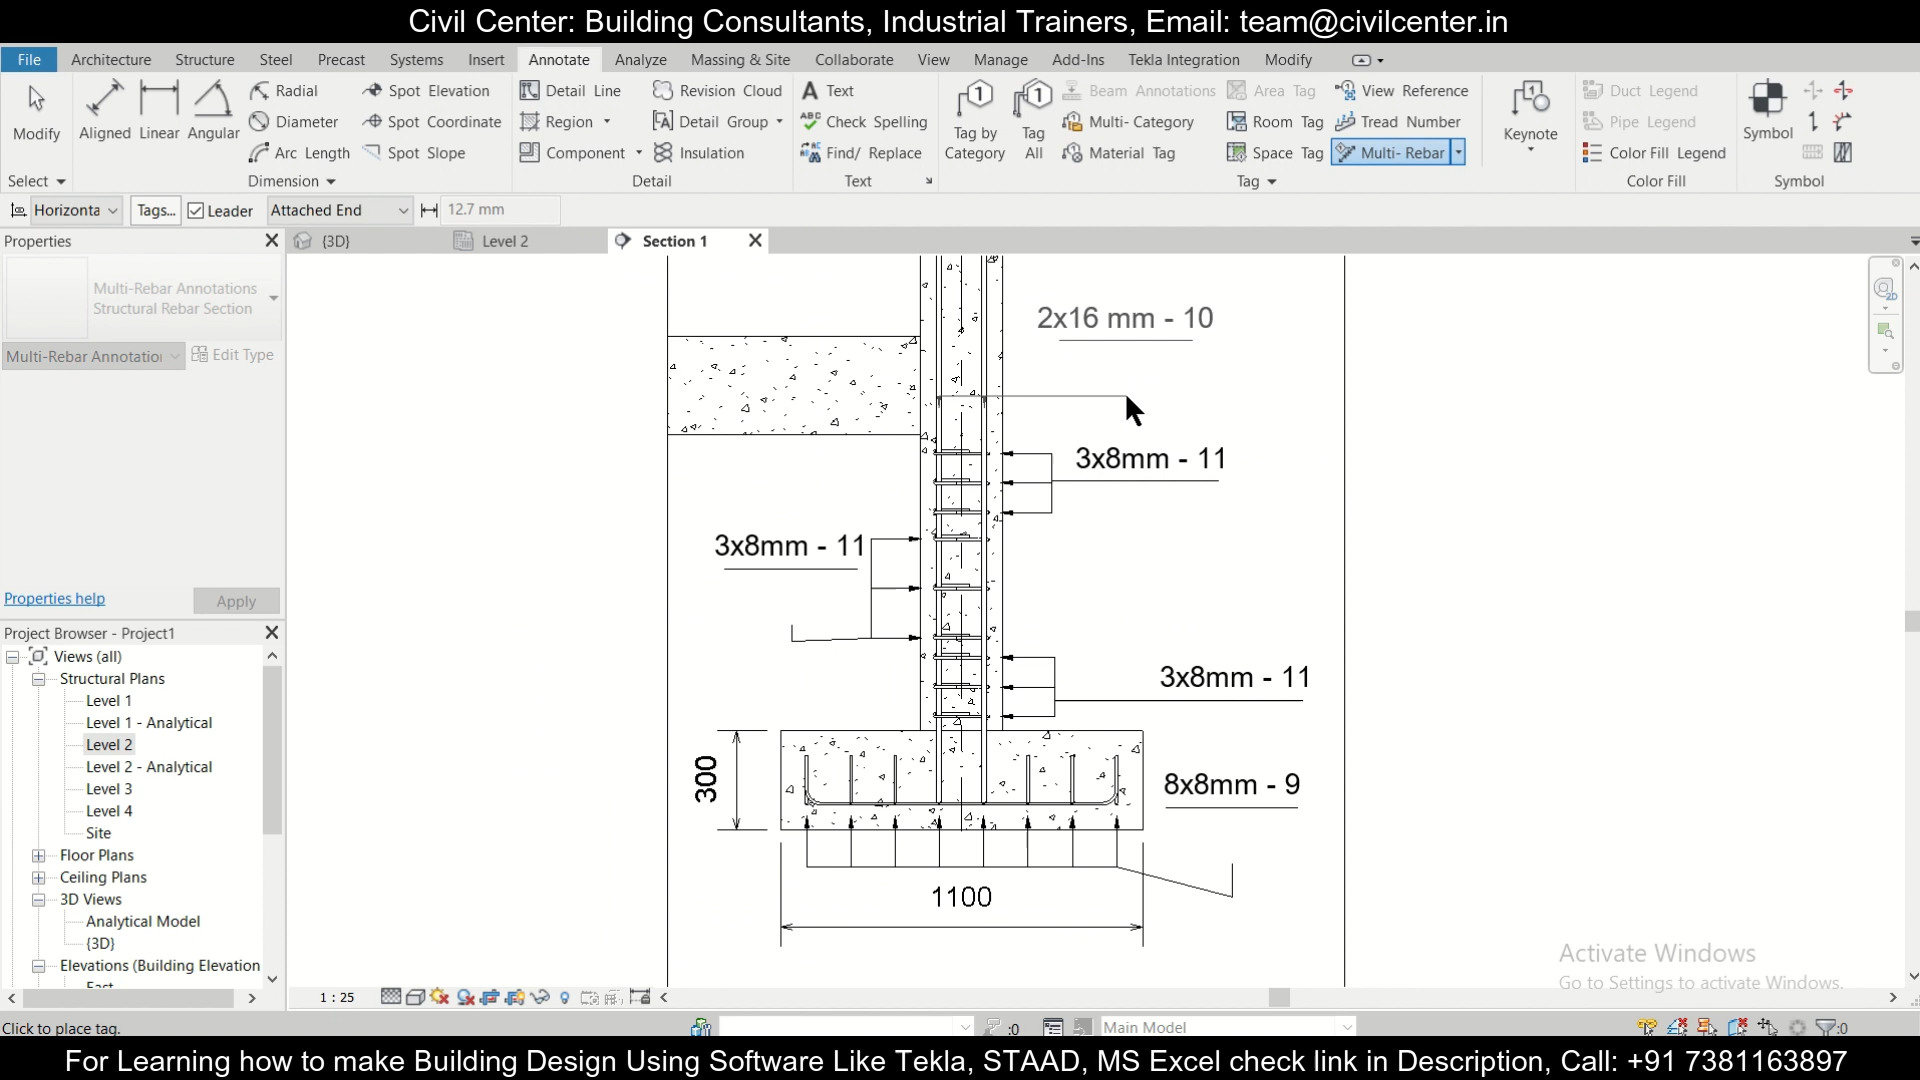 Civil Center: Building Consultants, Industrial Trainers, Email: team@civilcenter.in
File Architecture Structure Steel Precast Systems Insert Annotate Analyze Massing & Site Collaborate View Manage Add-Ins Tekla Integration Modify
Radial Spot Elevation Detail Line Revision Cloud A Text Beam Annotations Area Tag View Reference Duct Legend
Modify Aligned Linear Angular Diameter Spot Coordinate Region Detail Group ABC Check Spelling Tag by Category Tag All Multi- Category Room Tag Tread Number Keynote Pipe Legend Symbol
Arc Length Spot Slope Component Insulation Find/ Replace Material Tag Space Tag Multi- Rebar Color Fill Legend
Select Dimension Detail Text Tag Color Fill Symbol
Horizonta Tags... Leader Attached End 12.7 mm
Properties {3D} Level 2 Section 1
Multi-Rebar Annotations
Structural Rebar Section
Multi-Rebar Annotation Edit Type
Properties help Apply
Project Browser - Project1
Views (all)
Structural Plans
Level 1
Level 1 - Analytical
Level 2
Level 2 - Analytical
Level 3
Level 4
Site
Floor Plans
Ceiling Plans
3D Views
Analytical Model
{3D}
Elevations (Building Elevation
East
2x16 mm - 10
3x8mm - 11
3x8mm - 11
3x8mm - 11
300
8x8mm - 9
1100
Activate Windows
Go to Settings to activate Windows.
1 : 25
Click to place tag. :0 Main Model :0
For Learning how to make Building Design Using Software Like Tekla, STAAD, MS Excel check link in Description, Call: +91 7381163897